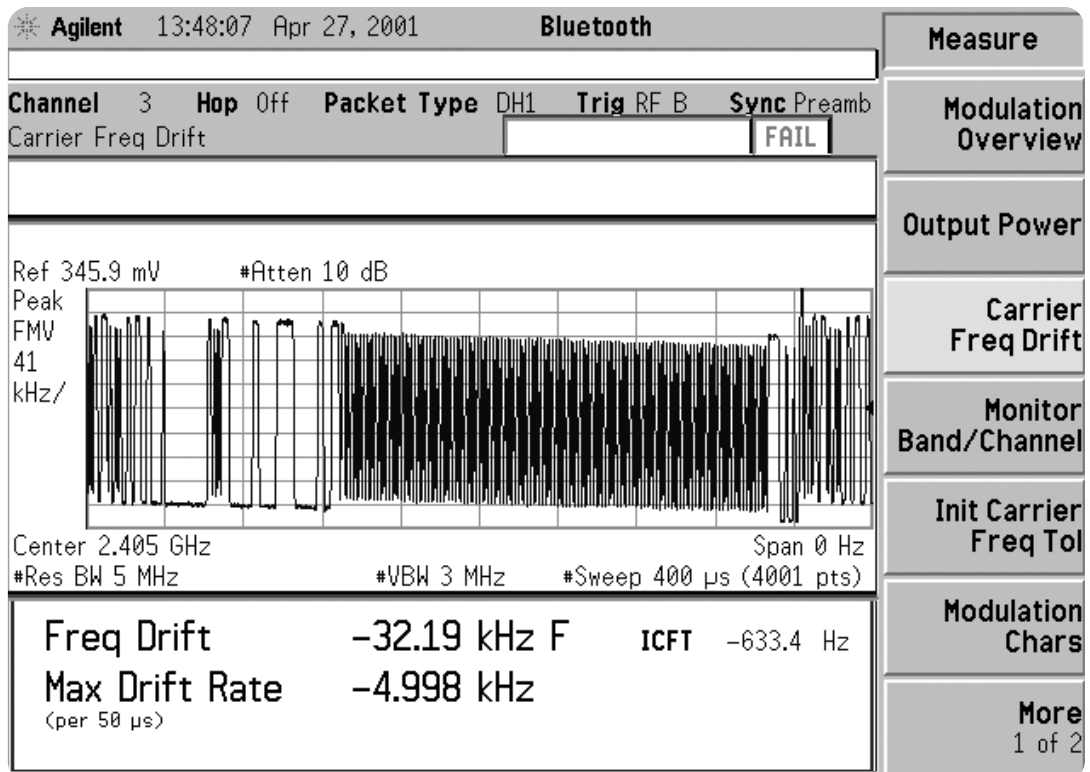 Agilent 13:48:07 Apr 27, 2001 Bluetooth
Channel 3 Hop Off Packet Type DH1 Trig RF B Sync Preamb
Carrier Freq Drift
FAIL
Ref 345.9 mV #Atten 10 dB
Peak
FMV
41
kHz/
Center 2.405 GHz Span 0 Hz
#Res BW 5 MHz #VBW 3 MHz #Sweep 400 µs (4001 pts)
Freq Drift -32.19 kHz F ICFT -633.4 Hz
Max Drift Rate -4.998 kHz
(per 50 µs)
Measure
Modulation
Overview
Output Power
Carrier
Freq Drift
Monitor
Band/Channel
Init Carrier
Freq Tol
Modulation
Chars
More
1 of 2